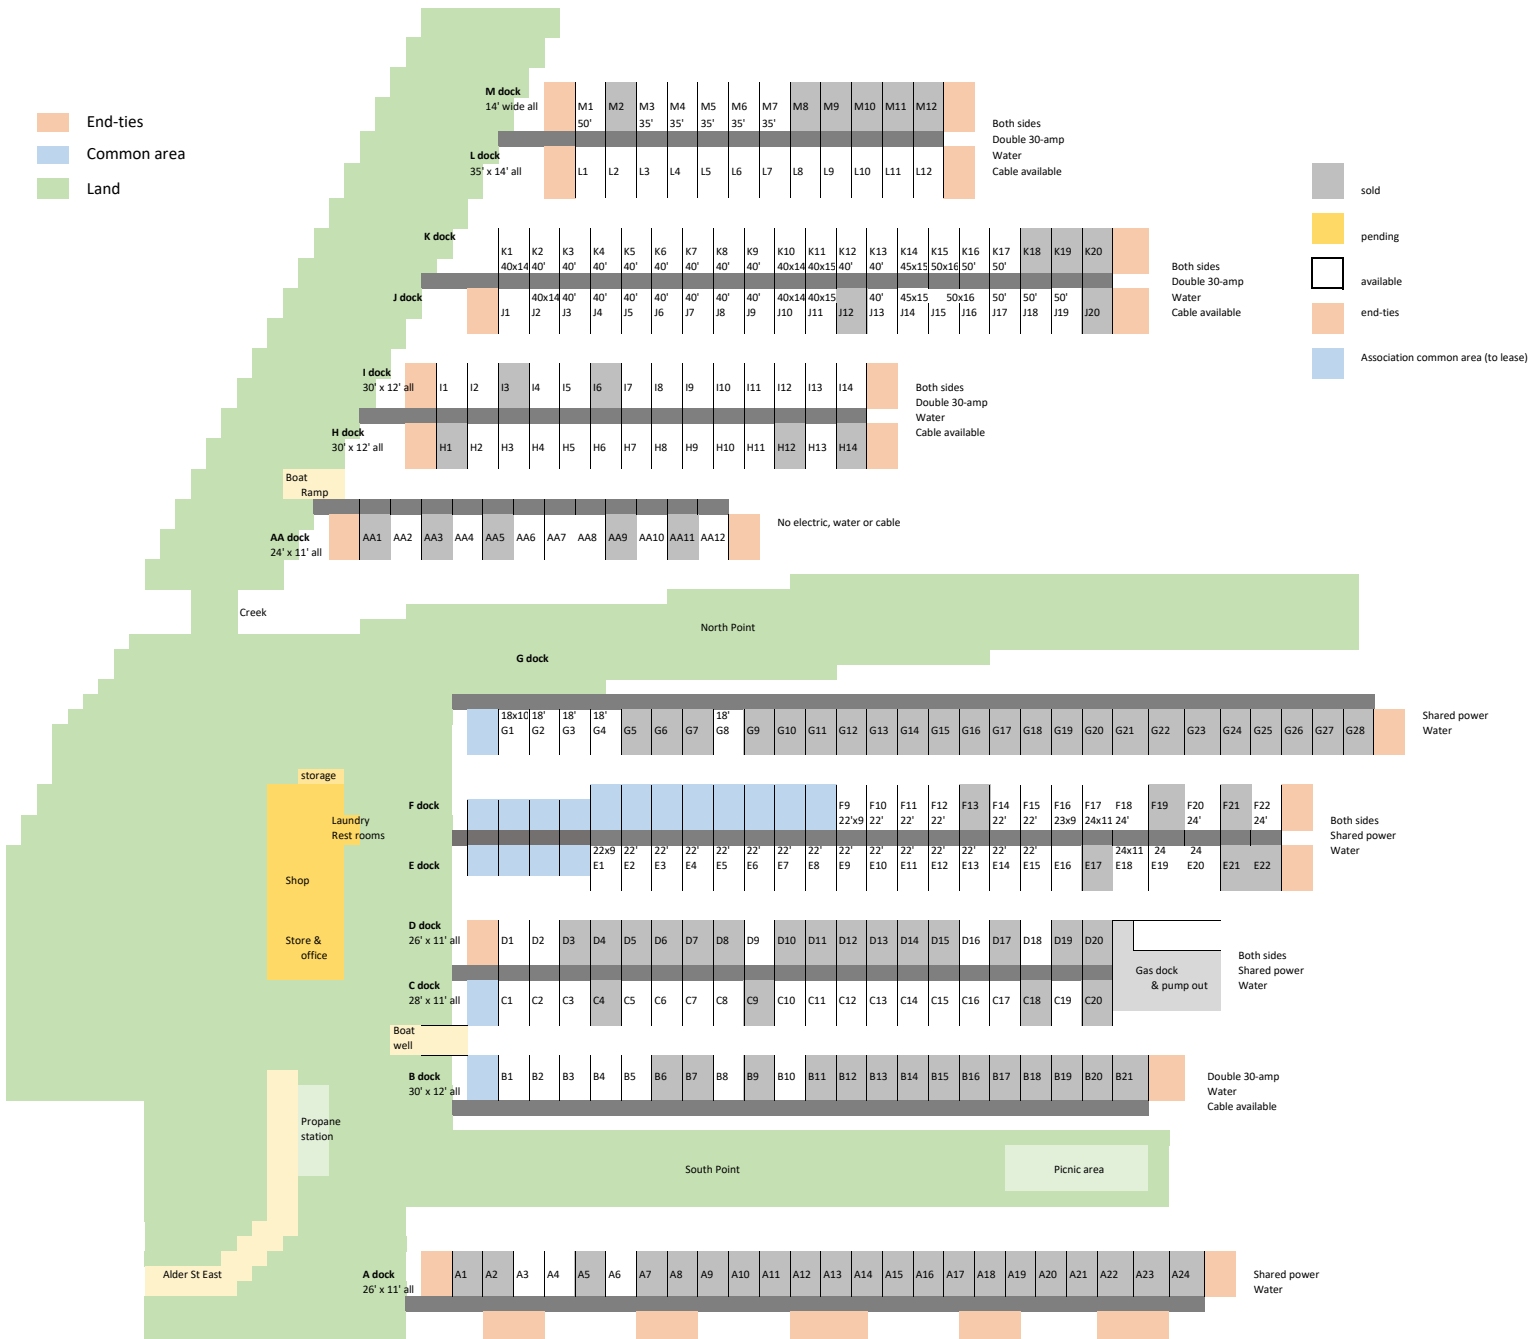 M dock
14' wide all
M1 M2 M3 M4 M5 M6 M7 M8 M9 M10 M11 M12
50' 35' 35' 35' 35' 35'
End-ties
Common area
Land
Both sides
Double 30-amp
Water
Cable available
L dock
35' x 14' all
L1 L2 L3 L4 L5 L6 L7 L8 L9 L10 L11 L12
sold
pending
available
end-ties
Association common area (to lease)
K dock
K1 K2 K3 K4 K5 K6 K7 K8 K9 K10 K11 K12 K13 K14 K15 K16 K17 K18 K19 K20
40x14 40' 40' 40' 40' 40' 40' 40' 40' 40x14 40x15 40' 40' 45x15 50x16 50' 50'
Both sides
Double 30-amp
Water
Cable available
J dock
40x14 40' 40' 40' 40' 40' 40' 40' 40x14 40x15 40' 45x15 50x16 50' 50' 50'
J1 J2 J3 J4 J5 J6 J7 J8 J9 J10 J11 J12 J13 J14 J15 J16 J17 J18 J19 J20
I dock
30' x 12' all
I1 I2 I3 I4 I5 I6 I7 I8 I9 I10 I11 I12 I13 I14
Both sides
Double 30-amp
Water
Cable available
H dock
30' x 12' all
H1 H2 H3 H4 H5 H6 H7 H8 H9 H10 H11 H12 H13 H14
Boat
Ramp
No electric, water or cable
AA dock
24' x 11' all
AA1 AA2 AA3 AA4 AA5 AA6 AA7 AA8 AA9 AA10 AA11 AA12
Creek
North Point
G dock
18x10 18' 18' 18' 18'
G1 G2 G3 G4 G5 G6 G7 G8 G9 G10 G11 G12 G13 G14 G15 G16 G17 G18 G19 G20 G21 G22 G23 G24 G25 G26 G27 G28
Shared power
Water
storage
Laundry
Rest rooms
Shop
Store &
office
F dock
F9 F10 F11 F12 F13 F14 F15 F16 F17 F18 F19 F20 F21 F22
22'x9 22' 22' 22' 22' 22' 23x9 24x11 24' 24' 24'
Both sides
Shared power
Water
E dock
22x9 22' 22' 22' 22' 22' 22' 22' 22' 22' 22' 22' 22' 22' 22' 24x11 24 24
E1 E2 E3 E4 E5 E6 E7 E8 E9 E10 E11 E12 E13 E14 E15 E16 E17 E18 E19 E20 E21 E22
D dock
26' x 11' all
D1 D2 D3 D4 D5 D6 D7 D8 D9 D10 D11 D12 D13 D14 D15 D16 D17 D18 D19 D20
Gas dock
& pump out
Both sides
Shared power
Water
C dock
28' x 11' all
C1 C2 C3 C4 C5 C6 C7 C8 C9 C10 C11 C12 C13 C14 C15 C16 C17 C18 C19 C20
Boat
well
B dock
30' x 12' all
B1 B2 B3 B4 B5 B6 B7 B8 B9 B10 B11 B12 B13 B14 B15 B16 B17 B18 B19 B20 B21
Double 30-amp
Water
Cable available
Propane
station
South Point
Picnic area
Alder St East
A dock
26' x 11' all
A1 A2 A3 A4 A5 A6 A7 A8 A9 A10 A11 A12 A13 A14 A15 A16 A17 A18 A19 A20 A21 A22 A23 A24
Shared power
Water